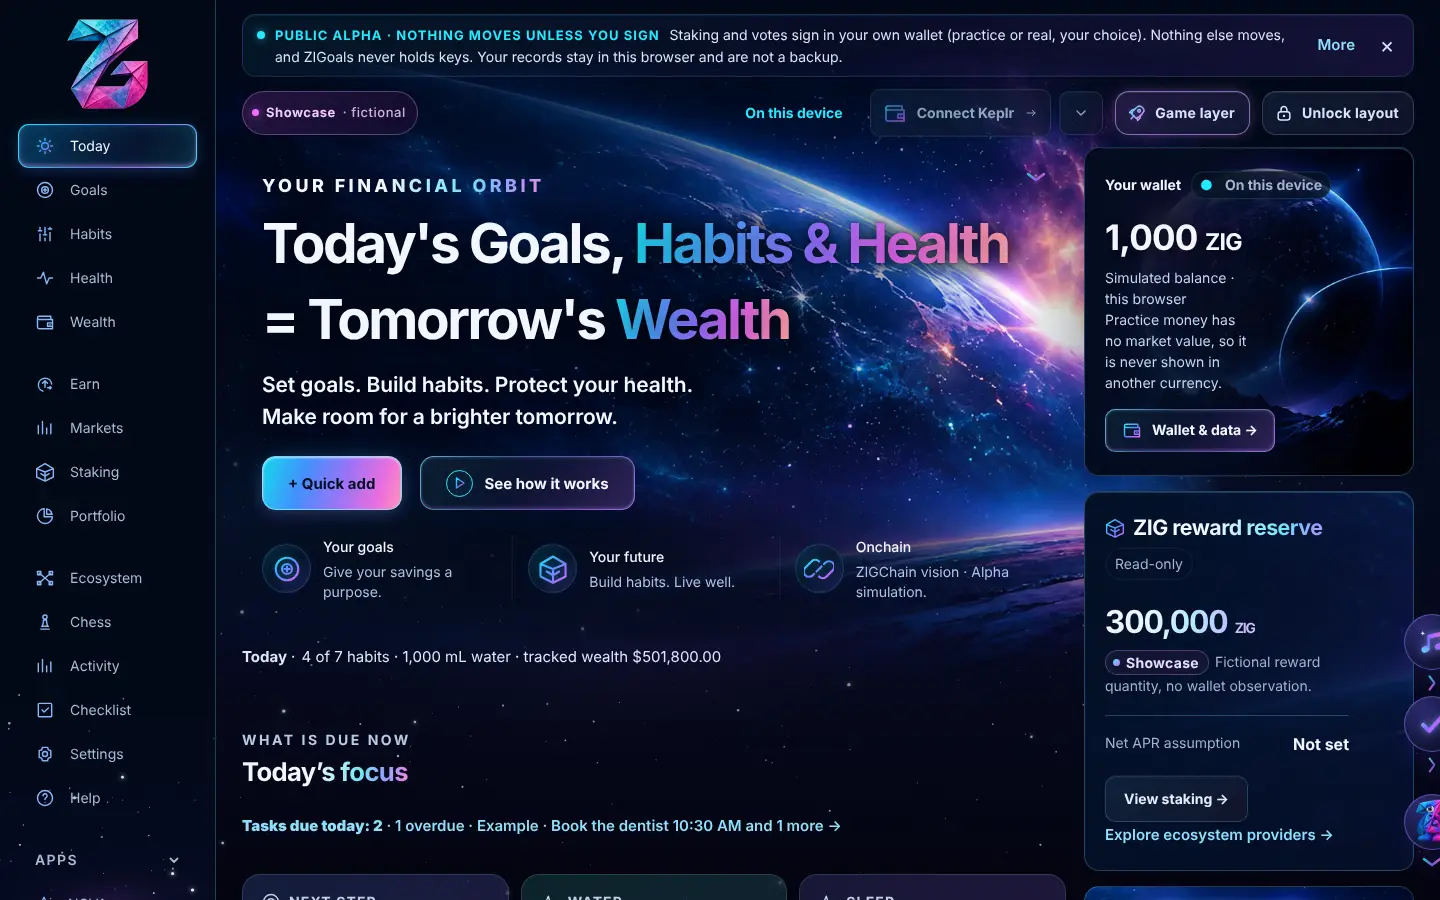 PUBLIC ALPHA · NOTHING MOVES UNLESS YOU SIGN Staking and votes sign in your own wallet (practice or real, your choice). Nothing else moves,
and ZIGoals never holds keys. Your records stay in this browser and are not a backup.
More
Showcase · fictional
On this device
Connect Keplr →
Game layer
Unlock layout
Today
Goals
Habits
Health
Wealth
Earn
Markets
Staking
Portfolio
Ecosystem
Chess
Activity
Checklist
Settings
Help
APPS
YOUR FINANCIAL ORBIT
Today's Goals, Habits & Health
= Tomorrow's Wealth
Set goals. Build habits. Protect your health.
Make room for a brighter tomorrow.
+ Quick add
See how it works
Your goals
Give your savings a
purpose.
Your future
Build habits. Live well.
Onchain
ZIGChain vision · Alpha
simulation.
Today · 4 of 7 habits · 1,000 mL water · tracked wealth $501,800.00
WHAT IS DUE NOW
Today’s focus
Tasks due today: 2 · 1 overdue · Example · Book the dentist 10:30 AM and 1 more →
NEXT STEP
WATER
SLEEP
Your wallet
On this device
1,000 ZIG
Simulated balance ·
this browser
Practice money has
no market value, so it
is never shown in
another currency.
Wallet & data →
ZIG reward reserve
Read-only
300,000 ZIG
Showcase Fictional reward
quantity, no wallet observation.
Net APR assumption
Not set
View staking →
Explore ecosystem providers →